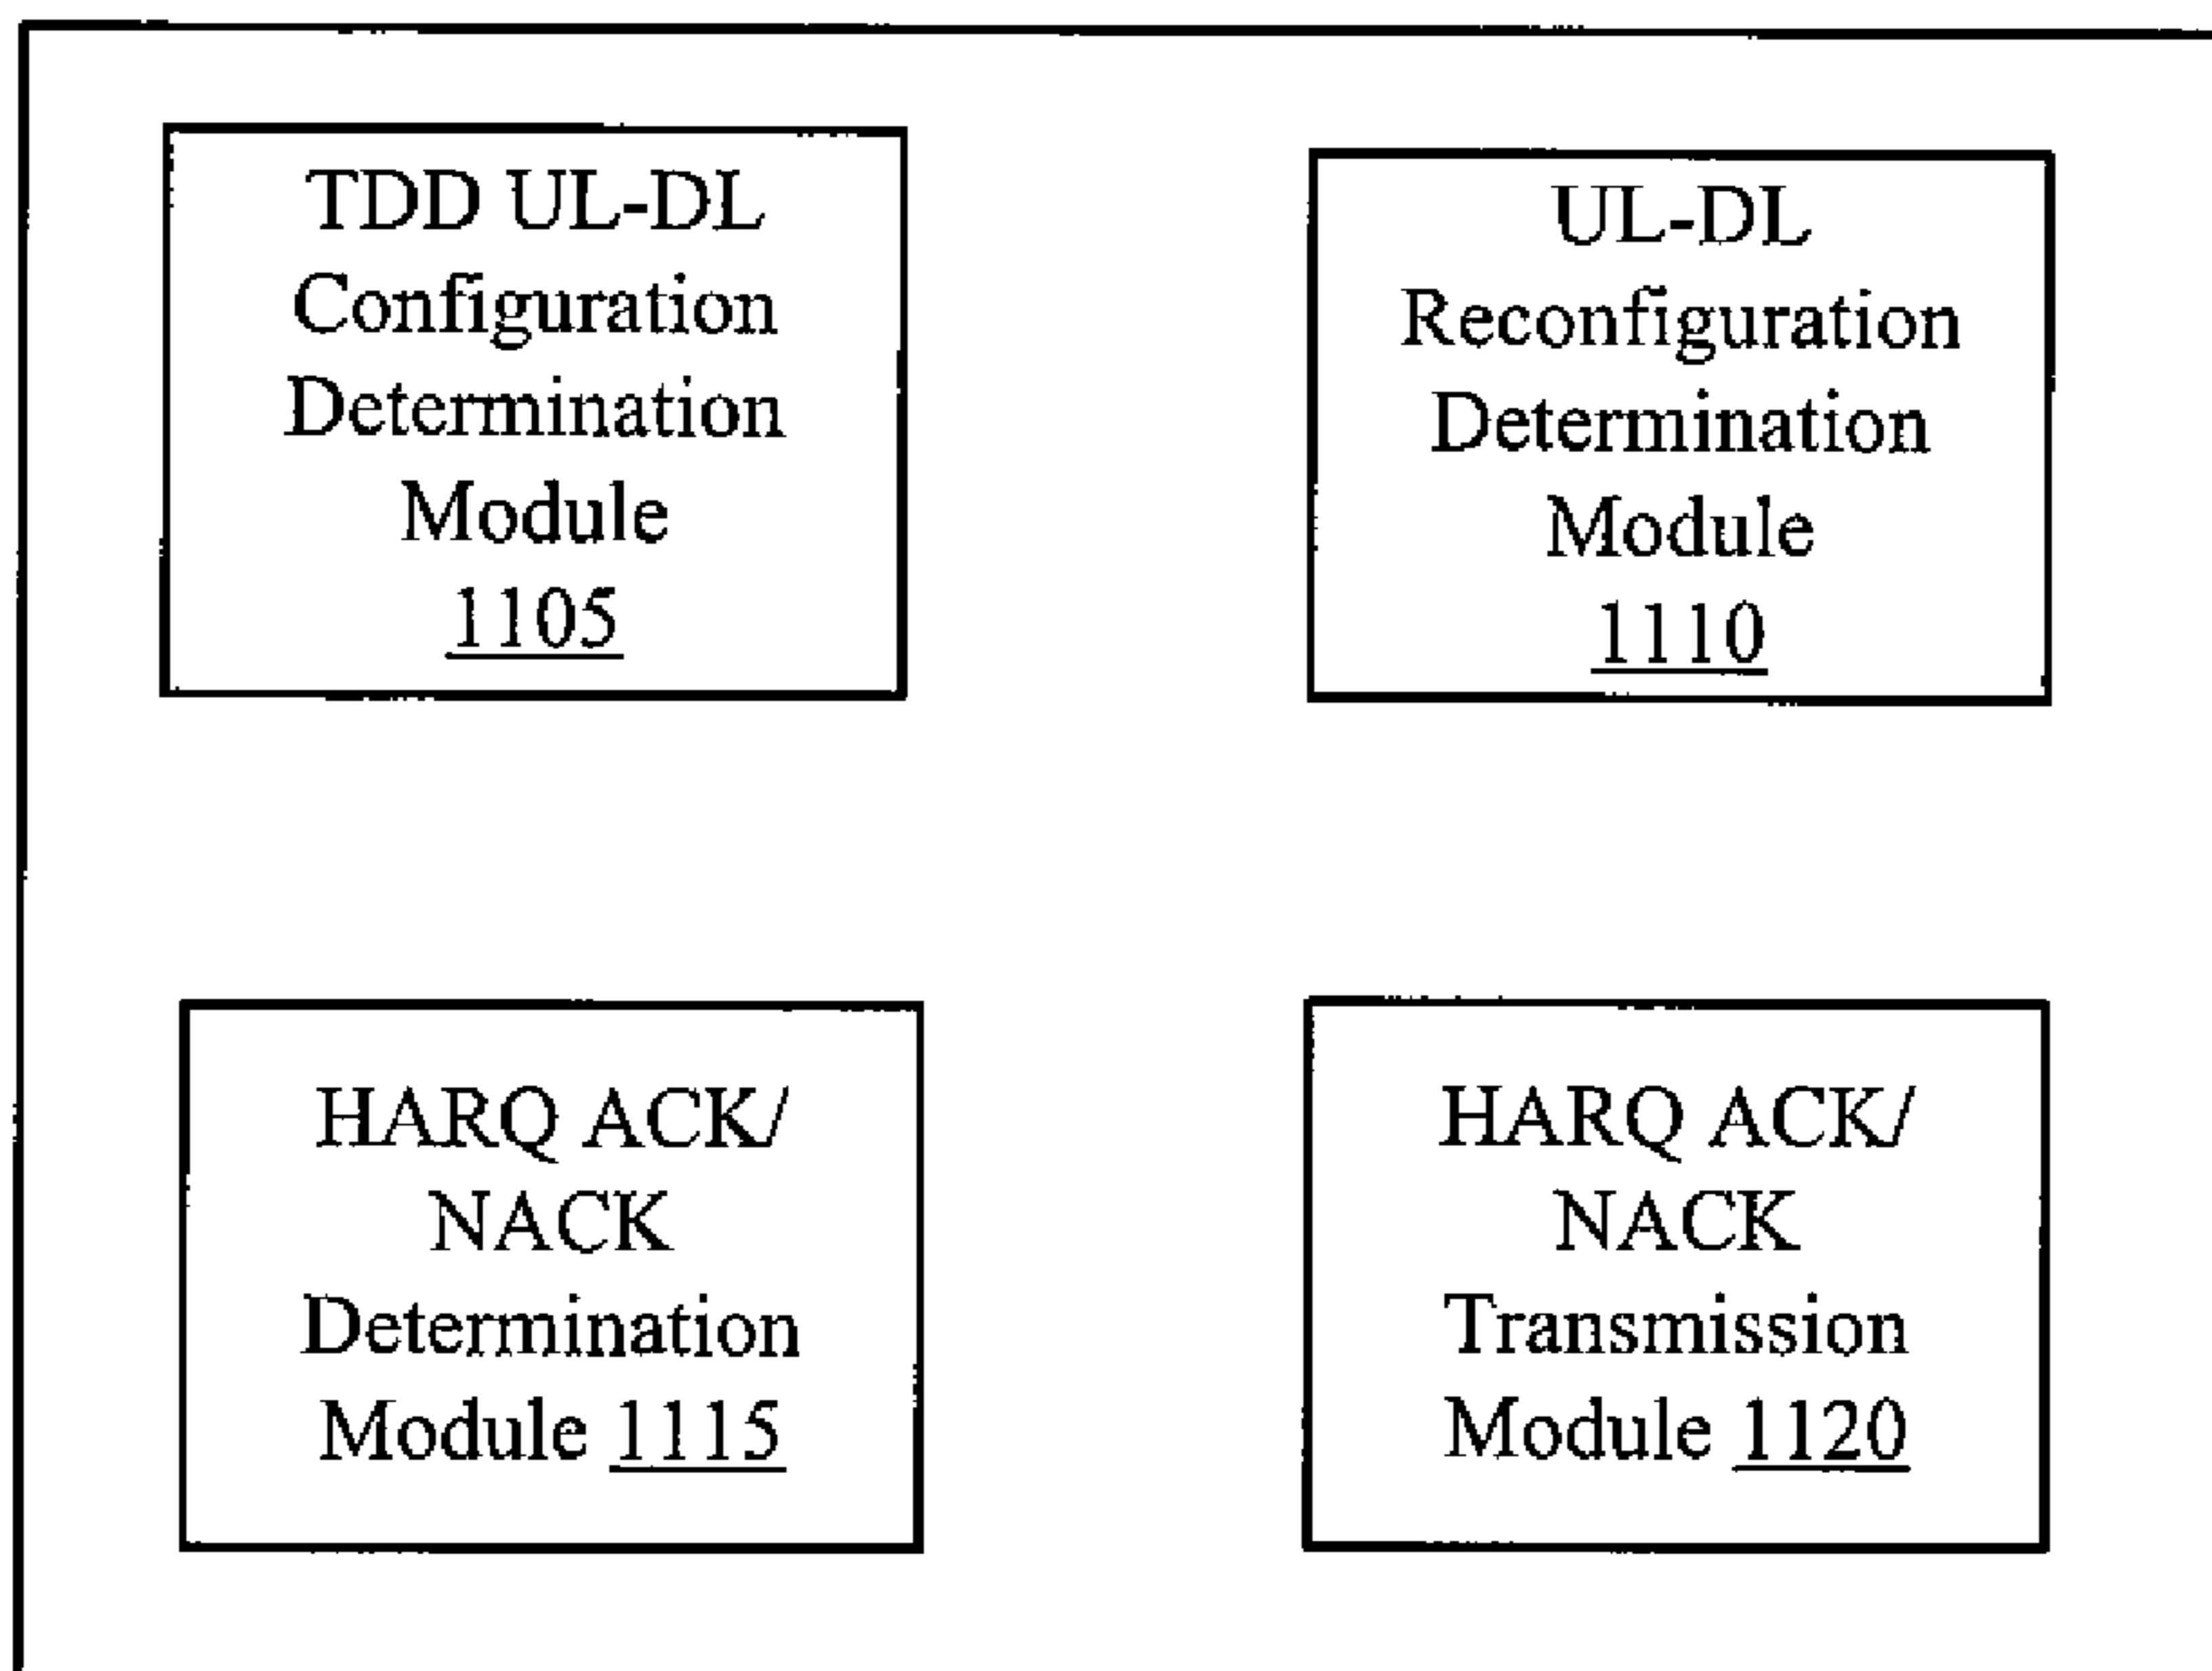 TDD UL-DL
Configuration
Determination
Module
1105
UL-DL
Reconfiguration
Determination
Module
1110
HARQ ACK/
NACK
Determination
Module 1115
HARQ ACK/
NACK
Transmission
Module 1120